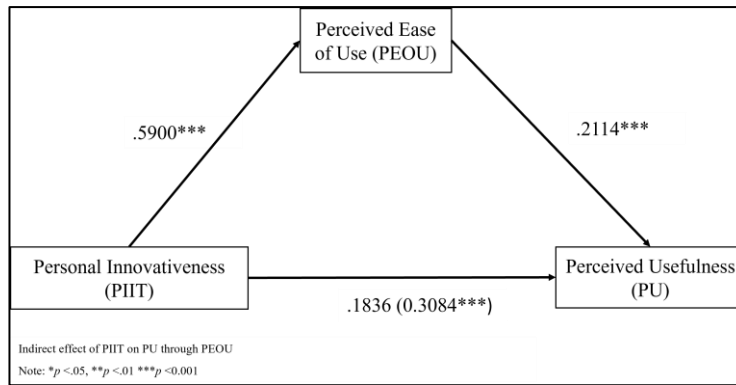 Perceived Ease
of Use (PEOU)
.5900***
.2114***
Personal Innovativeness
(PIIT)
Perceived Usefulness
(PU)
.1836 (0.3084***)
Indirect effect of PIIT on PU through PEOU
Note: *p <.05, **p <.01 ***p <0.001